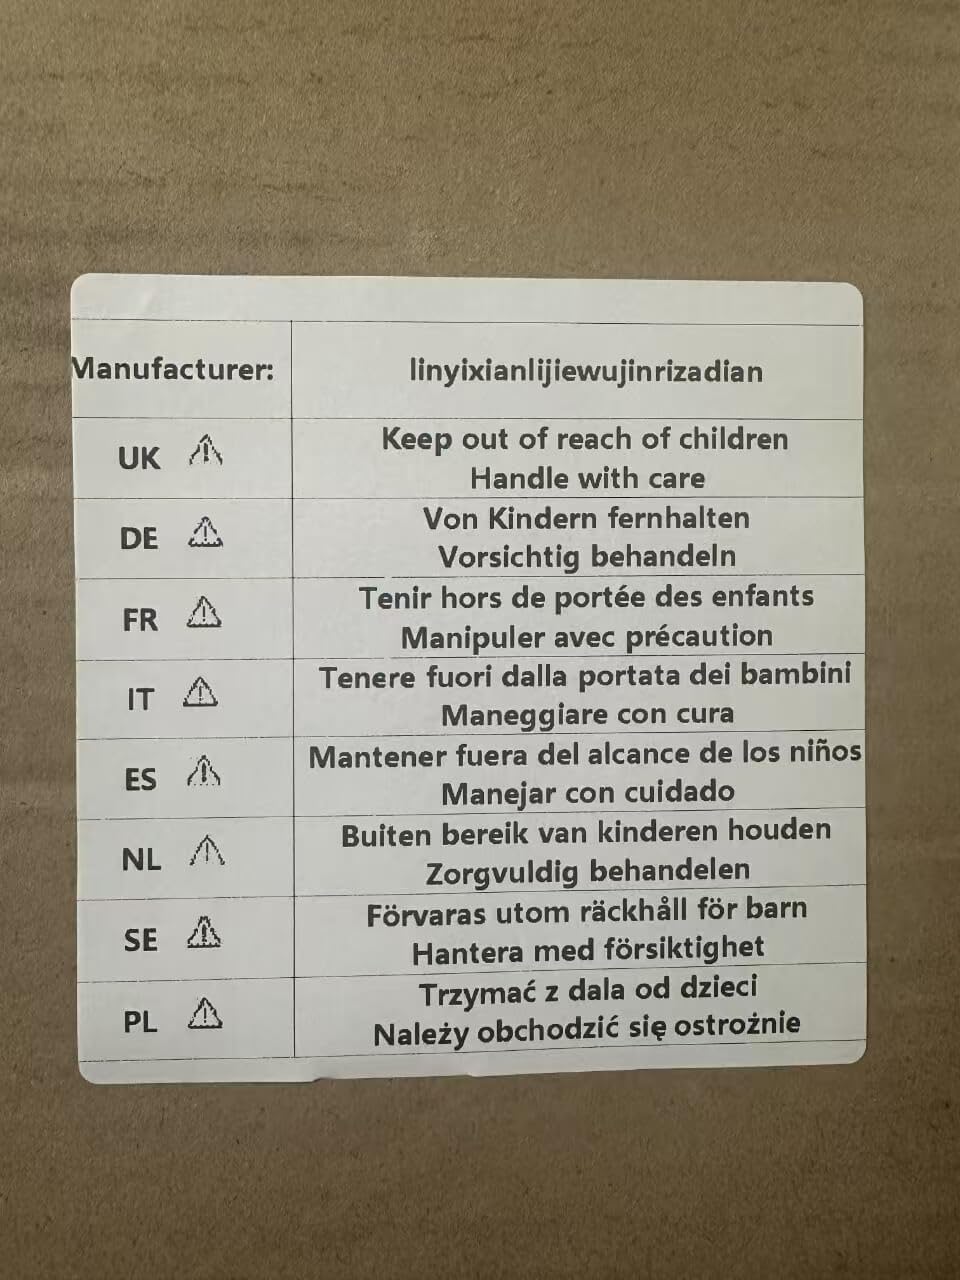 Manufacturer: linyixianlijiewujinrizadian
UK Keep out of reach of children
Handle with care
DE Von Kindern fernhalten
Vorsichtig behandeln
FR Tenir hors de portée des enfants
Manipuler avec précaution
IT Tenere fuori dalla portata dei bambini
Maneggiare con cura
ES Mantener fuera del alcance de los niños
Manejar con cuidado
NL Buiten bereik van kinderen houden
Zorgvuldig behandelen
SE Förvaras utom räckhåll för barn
Hantera med försiktighet
PL Trzymać z dala od dzieci
Należy obchodzić się ostrożnie